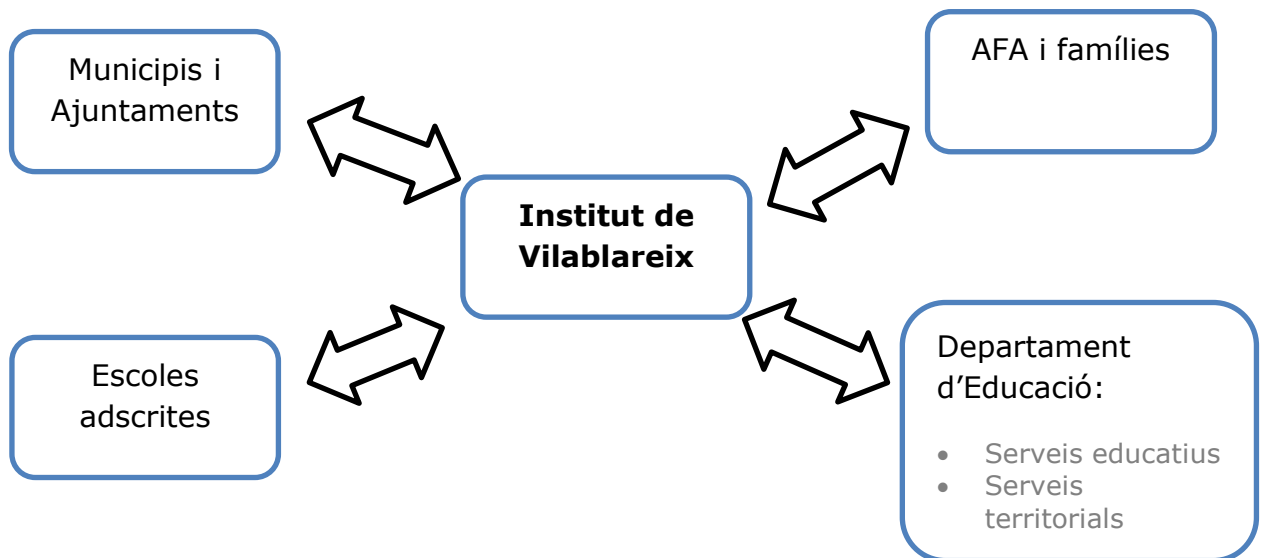 Municipis i
Ajuntaments
AFA i famílies
Institut de
Vilablareix
Escoles
adscrites
Departament
d’Educació:
• Serveis educatius
• Serveis
territorials